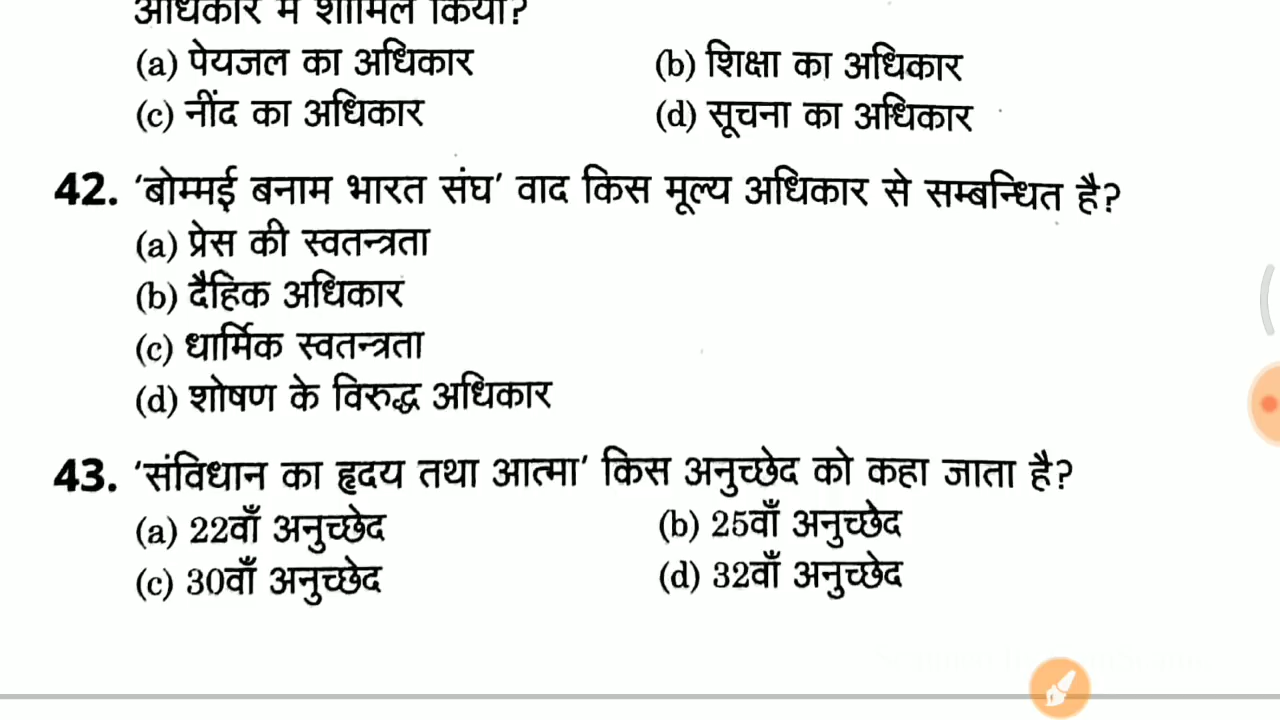 अधिकार में शामिल किया?
(a) पेयजल का अधिकार (b) शिक्षा का अधिकार
(c) नींद का अधिकार (d) सूचना का अधिकार
42. ‘बोम्मई बनाम भारत संघ’ वाद किस मूल्य अधिकार से सम्बन्धित है?
(a) प्रेस की स्वतन्त्रता
(b) दैहिक अधिकार
(c) धार्मिक स्वतन्त्रता
(d) शोषण के विरुद्ध अधिकार
43. ‘संविधान का हृदय तथा आत्मा’ किस अनुच्छेद को कहा जाता है?
(a) 22वाँ अनुच्छेद (b) 25वाँ अनुच्छेद
(c) 30वाँ अनुच्छेद (d) 32वाँ अनुच्छेद